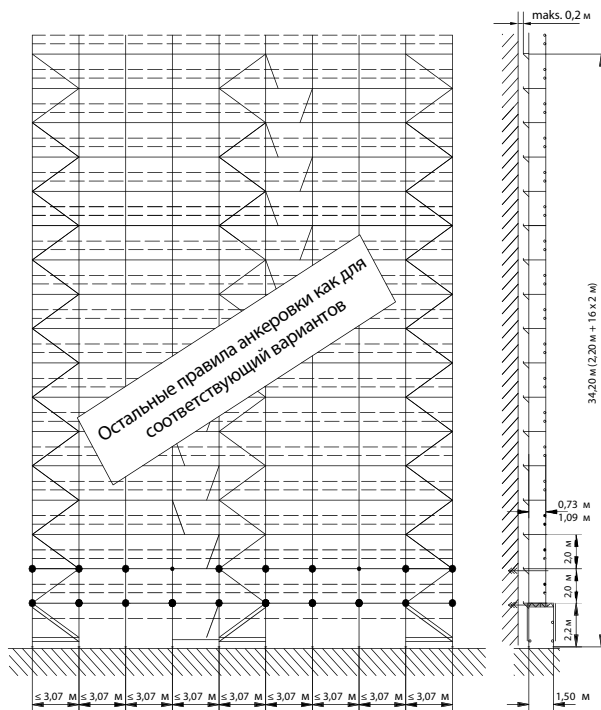 maks. 0,2 м
Остальные правила анкеровки как для
соответствующий вариантов
34,20 м (2,20 м + 16 x 2 м)
0,73 м
1,09 м
2,0 м
2,0 м
2,2 м
≤ 3,07 м ≤ 3,07 м ≤ 3,07 м ≤ 3,07 м ≤ 3,07 м ≤ 3,07 м ≤ 3,07 м ≤ 3,07 м ≤ 3,07 м
1,50 м